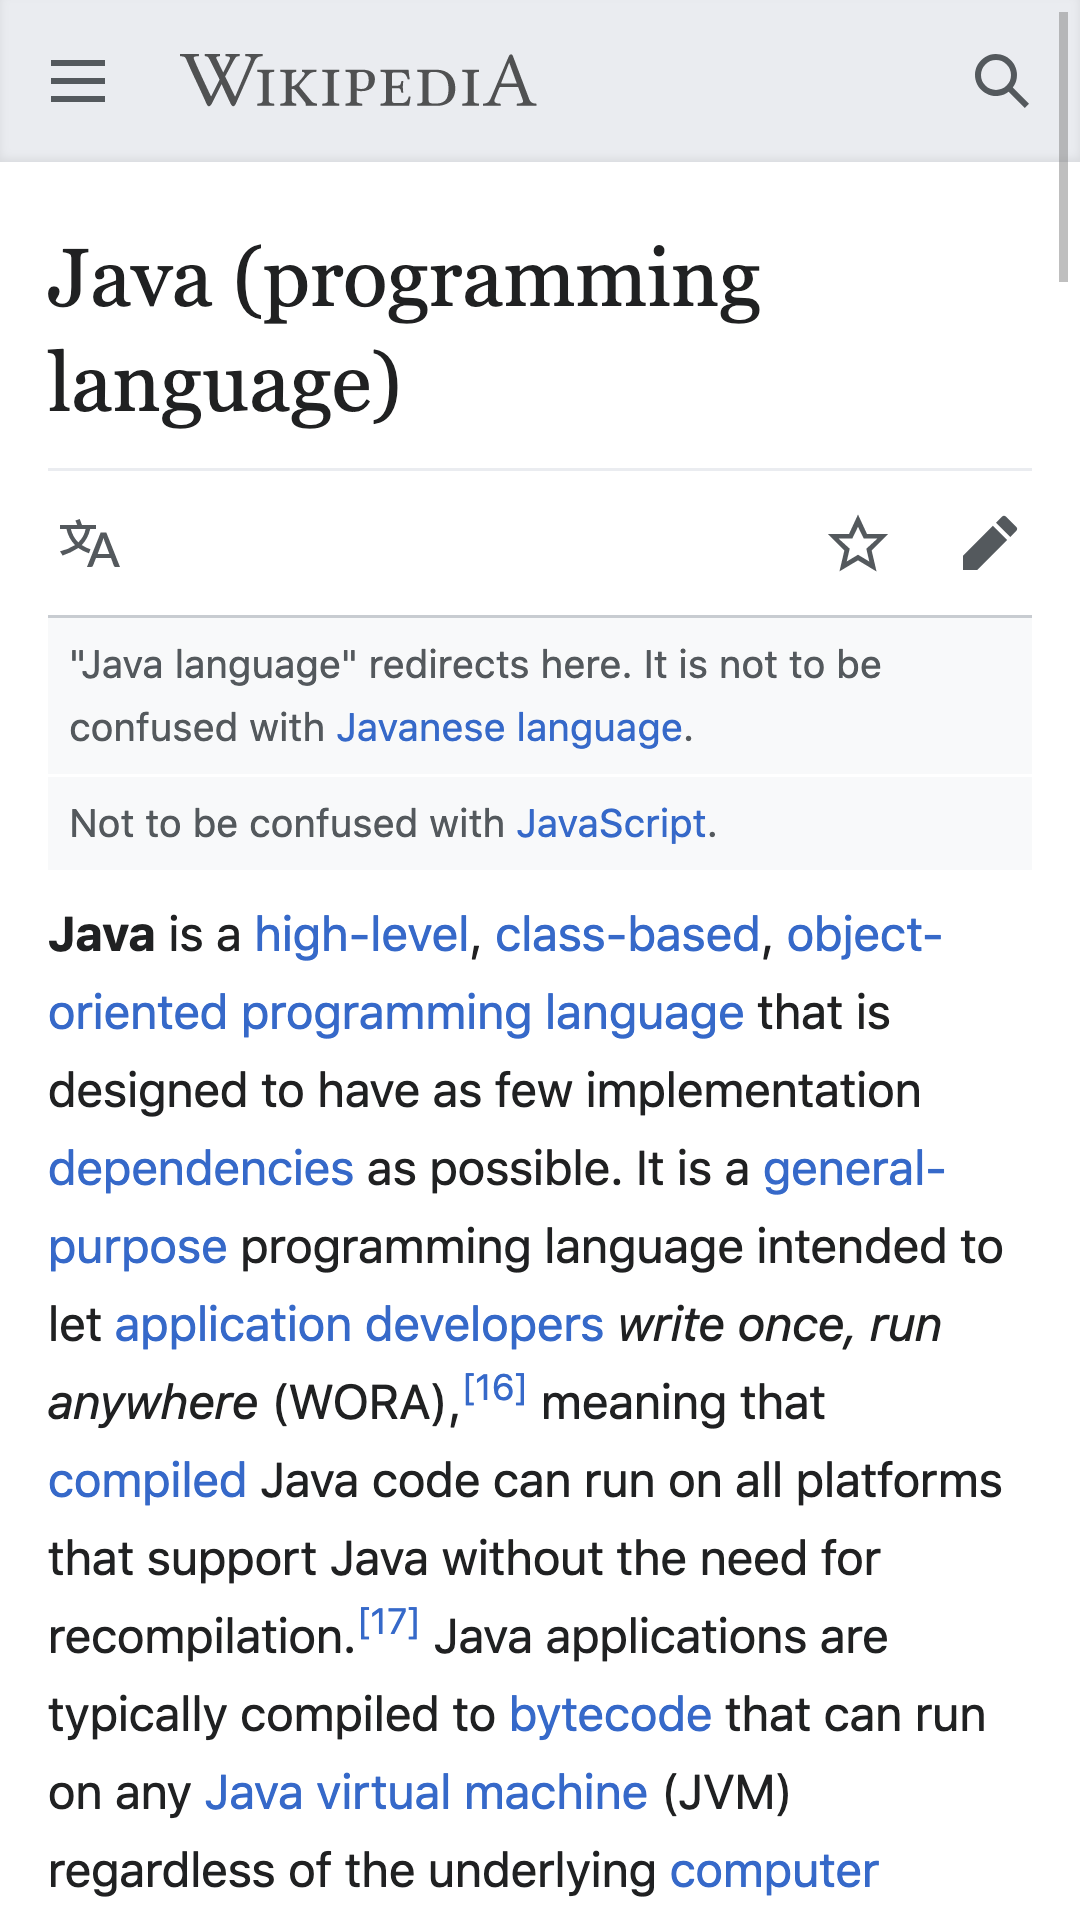 WIKIPEDIA
Java (programming
language)
文A
"Java language" redirects here. It is not to be
confused with Javanese language.
Not to be confused with JavaScript.
Java is a high-level, class-based, object-
oriented programming language that is
designed to have as few implementation
dependencies as possible. It is a general-
purpose programming language intended to
let application developers write once, run
anywhere (WORA),[16] meaning that
compiled Java code can run on all platforms
that support Java without the need for
recompilation.[17] Java applications are
typically compiled to bytecode that can run
on any Java virtual machine (JVM)
regardless of the underlying computer